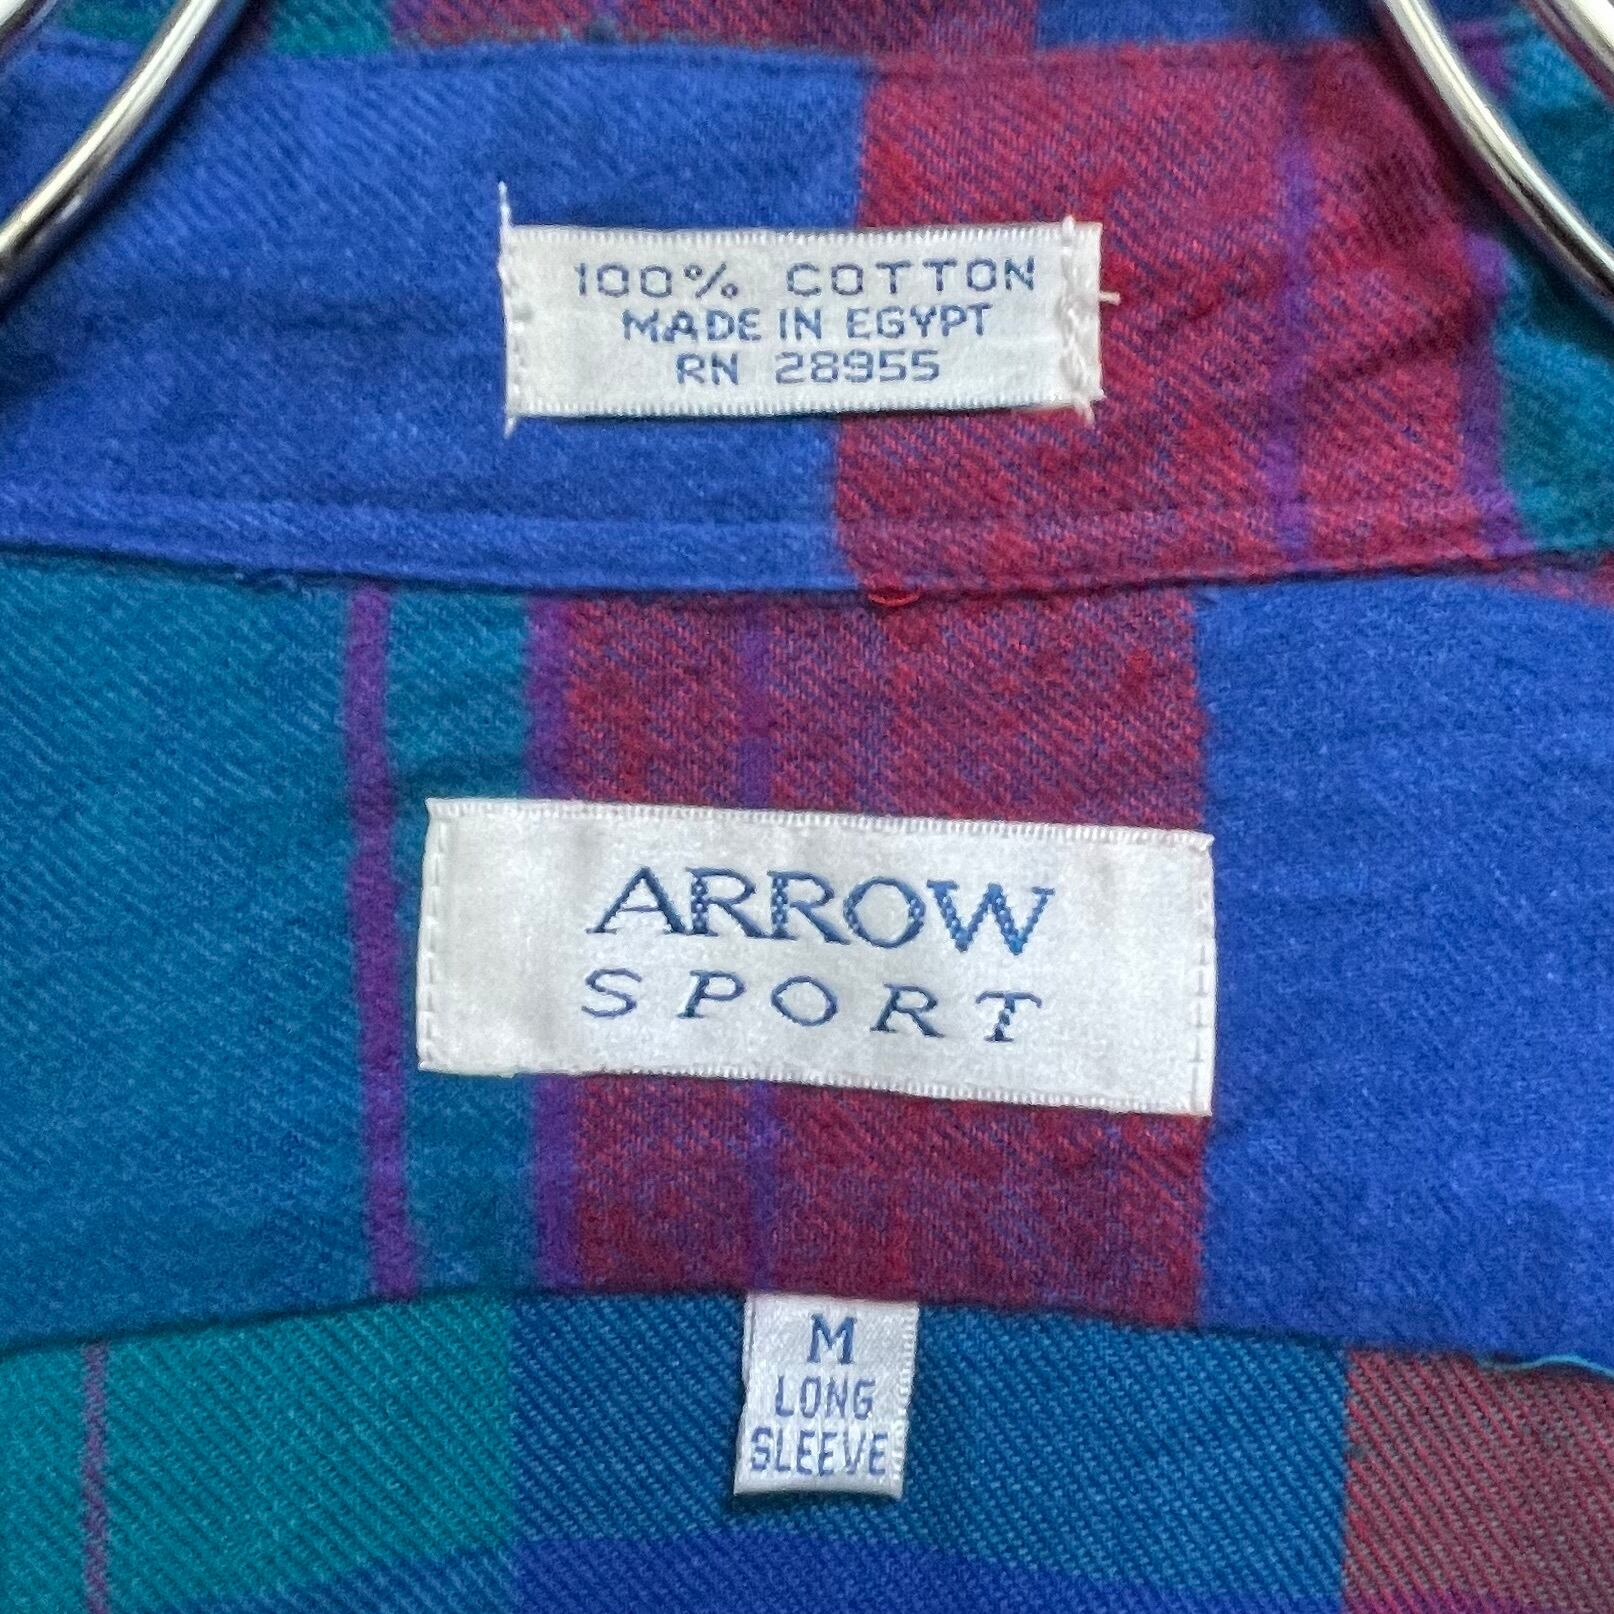 100% COTTON
MADE IN EGYPT
RN 28955
ARROW
SPORT
M
LONG
SLEEVE